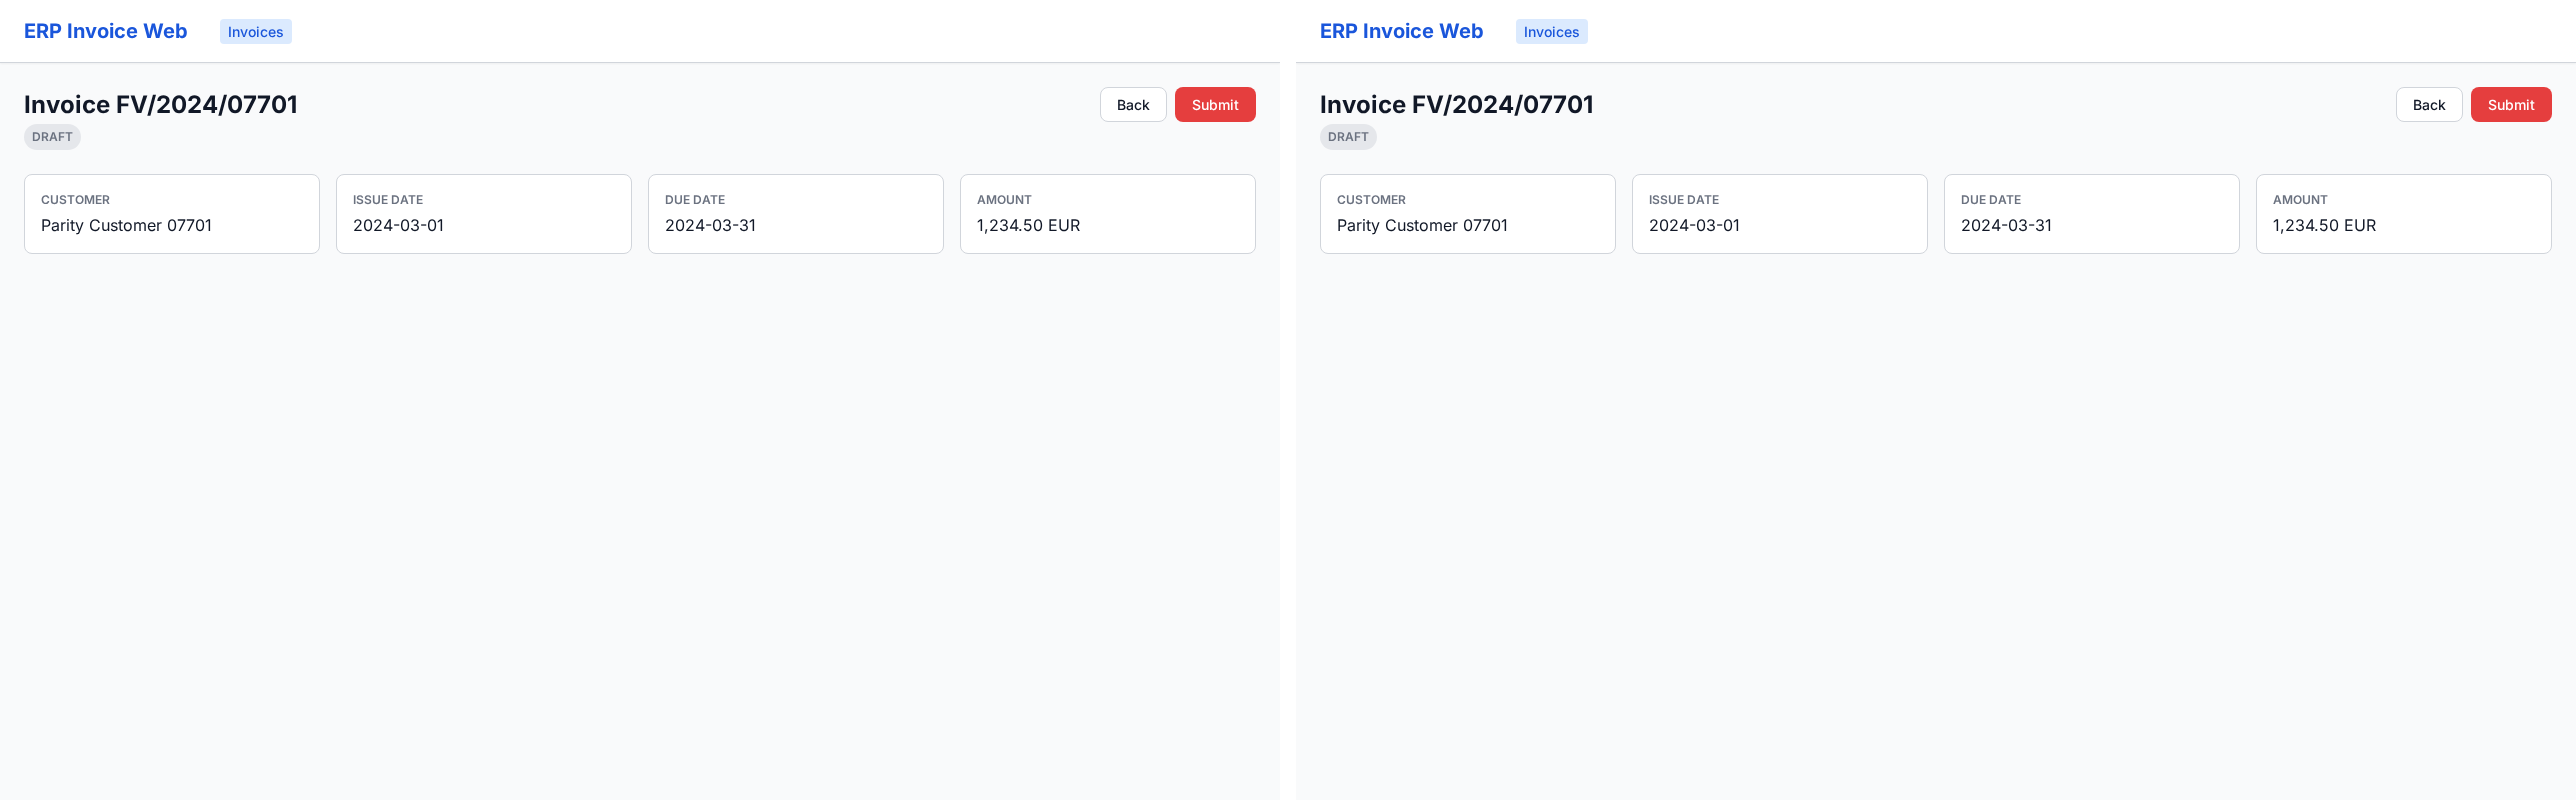 ERP Invoice Web Invoices
Invoice FV/2024/07701
Back Submit
DRAFT
CUSTOMER ISSUE DATE DUE DATE AMOUNT
Parity Customer 07701 2024-03-01 2024-03-31 1,234.50 EUR
ERP Invoice Web Invoices
Invoice FV/2024/07701
Back Submit
DRAFT
CUSTOMER ISSUE DATE DUE DATE AMOUNT
Parity Customer 07701 2024-03-01 2024-03-31 1,234.50 EUR